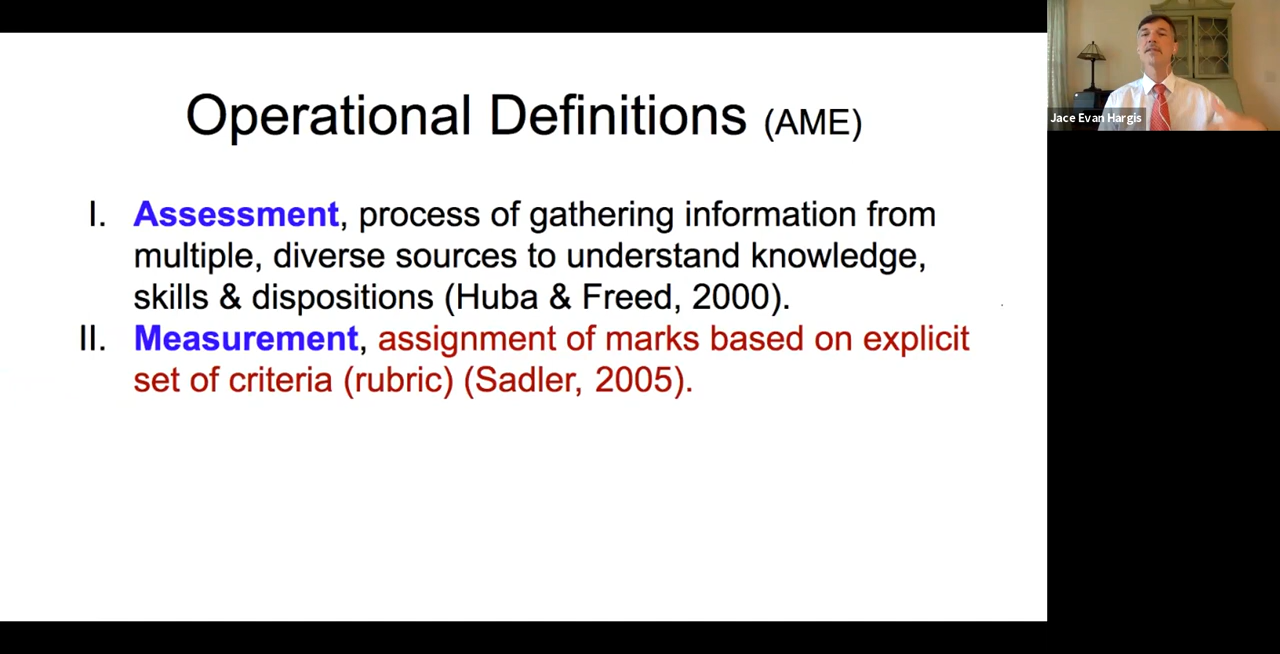 Operational Definitions (AME)
I. Assessment, process of gathering information from
multiple, diverse sources to understand knowledge,
skills & dispositions (Huba & Freed, 2000).
II. Measurement, assignment of marks based on explicit
set of criteria (rubric) (Sadler, 2005).
Jace Evan Hargis